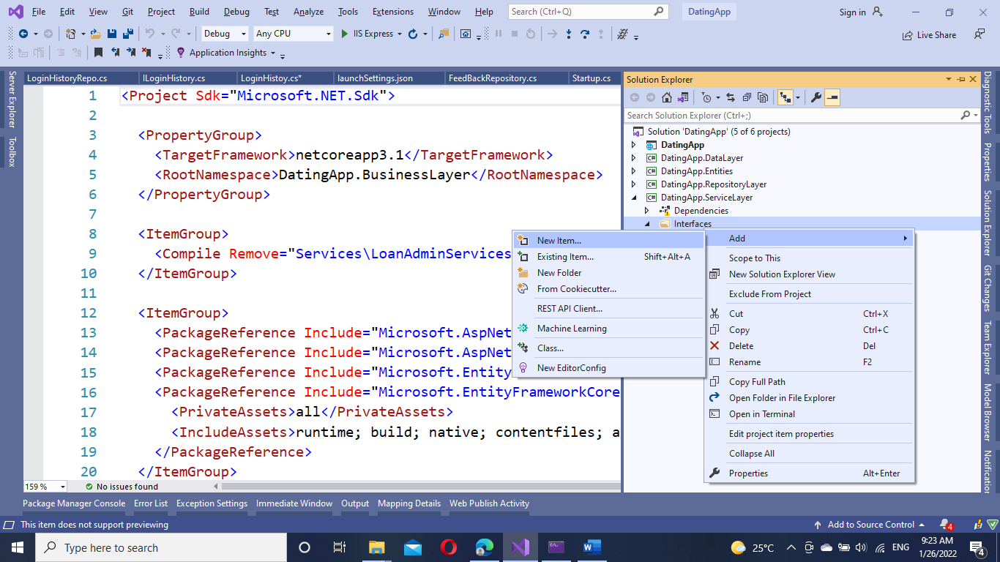 File Edit View Git Project Build Debug Test Analyze Tools Extensions Window Help Search (Ctrl+Q) DatingApp Sign in
Debug Any CPU IIS Express Live Share
Application Insights
LoginHistoryRepo.cs ILoginHistory.cs LoginHistoy.cs* launchSettings.json FeedBackRepository.cs Startup.cs
Server Explorer
Toolbox
1 <Project Sdk="Microsoft.NET.Sdk">
2
3 <PropertyGroup>
4 <TargetFramework>netcoreapp3.1</TargetFramework>
5 <RootNamespace>DatingApp.BusinessLayer</RootNamespace>
6 </PropertyGroup>
7
8 <ItemGroup>
9 <Compile Remove="Services\LoanAdminServices
10 </ItemGroup>
11
12 <ItemGroup>
13 <PackageReference Include="Microsoft.AspNet
14 <PackageReference Include="Microsoft.AspNet
15 <PackageReference Include="Microsoft.Entity
16 <PackageReference Include="Microsoft.EntityFrameworkCore
17 <PrivateAssets>all</PrivateAssets>
18 <IncludeAssets>runtime; build; native; contentfiles; a
19 </PackageReference>
20 </ItemGroup>
159 % No issues found
Solution Explorer
Search Solution Explorer (Ctrl+;)
Solution 'DatingApp' (5 of 6 projects)
DatingApp
C# DatingApp.DataLayer
C# DatingApp.Entities
C# DatingApp.RepositoryLayer
C# DatingApp.ServiceLayer
Dependencies
Interfaces
New Item...
Existing Item... Shift+Alt+A
New Folder
From Cookiecutter...
REST API Client...
Machine Learning
Class...
New EditorConfig
Add
Scope to This
New Solution Explorer View
Exclude From Project
Cut Ctrl+X
Copy Ctrl+C
Delete Del
Rename F2
Copy Full Path
Open Folder in File Explorer
Open in Terminal
Edit project item properties
Collapse All
Properties Alt+Enter
Diagnostic Tools
Properties
Solution Explorer
Git Changes
Team Explorer
Model Browser
Notification
Package Manager Console Error List Exception Settings Immediate Window Output Mapping Details Web Publish Activity
This item does not support previewing Add to Source Control 4
Type here to search 25°C ENG 9:23 AM
1/26/2022 4